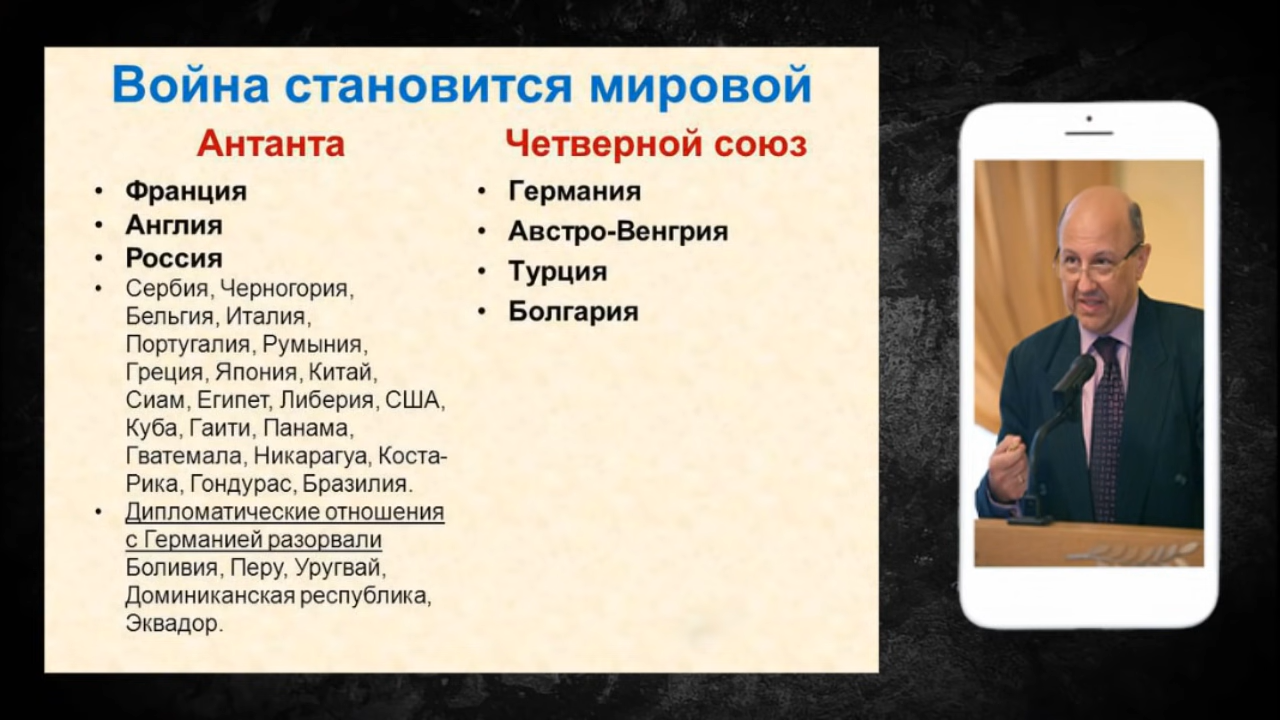 Война становится мировой
Антанта
• Франция
• Англия
• Россия
• Сербия, Черногория,
Бельгия, Италия,
Португалия, Румыния,
Греция, Япония, Китай,
Сиам, Египет, Либерия, США,
Куба, Гаити, Панама,
Гватемала, Никарагуа, Коста-
Рика, Гондурас, Бразилия.
• Дипломатические отношения
с Германией разорвали
Боливия, Перу, Уругвай,
Доминиканская республика,
Эквадор.
Четверной союз
• Германия
• Австро-Венгрия
• Турция
• Болгария